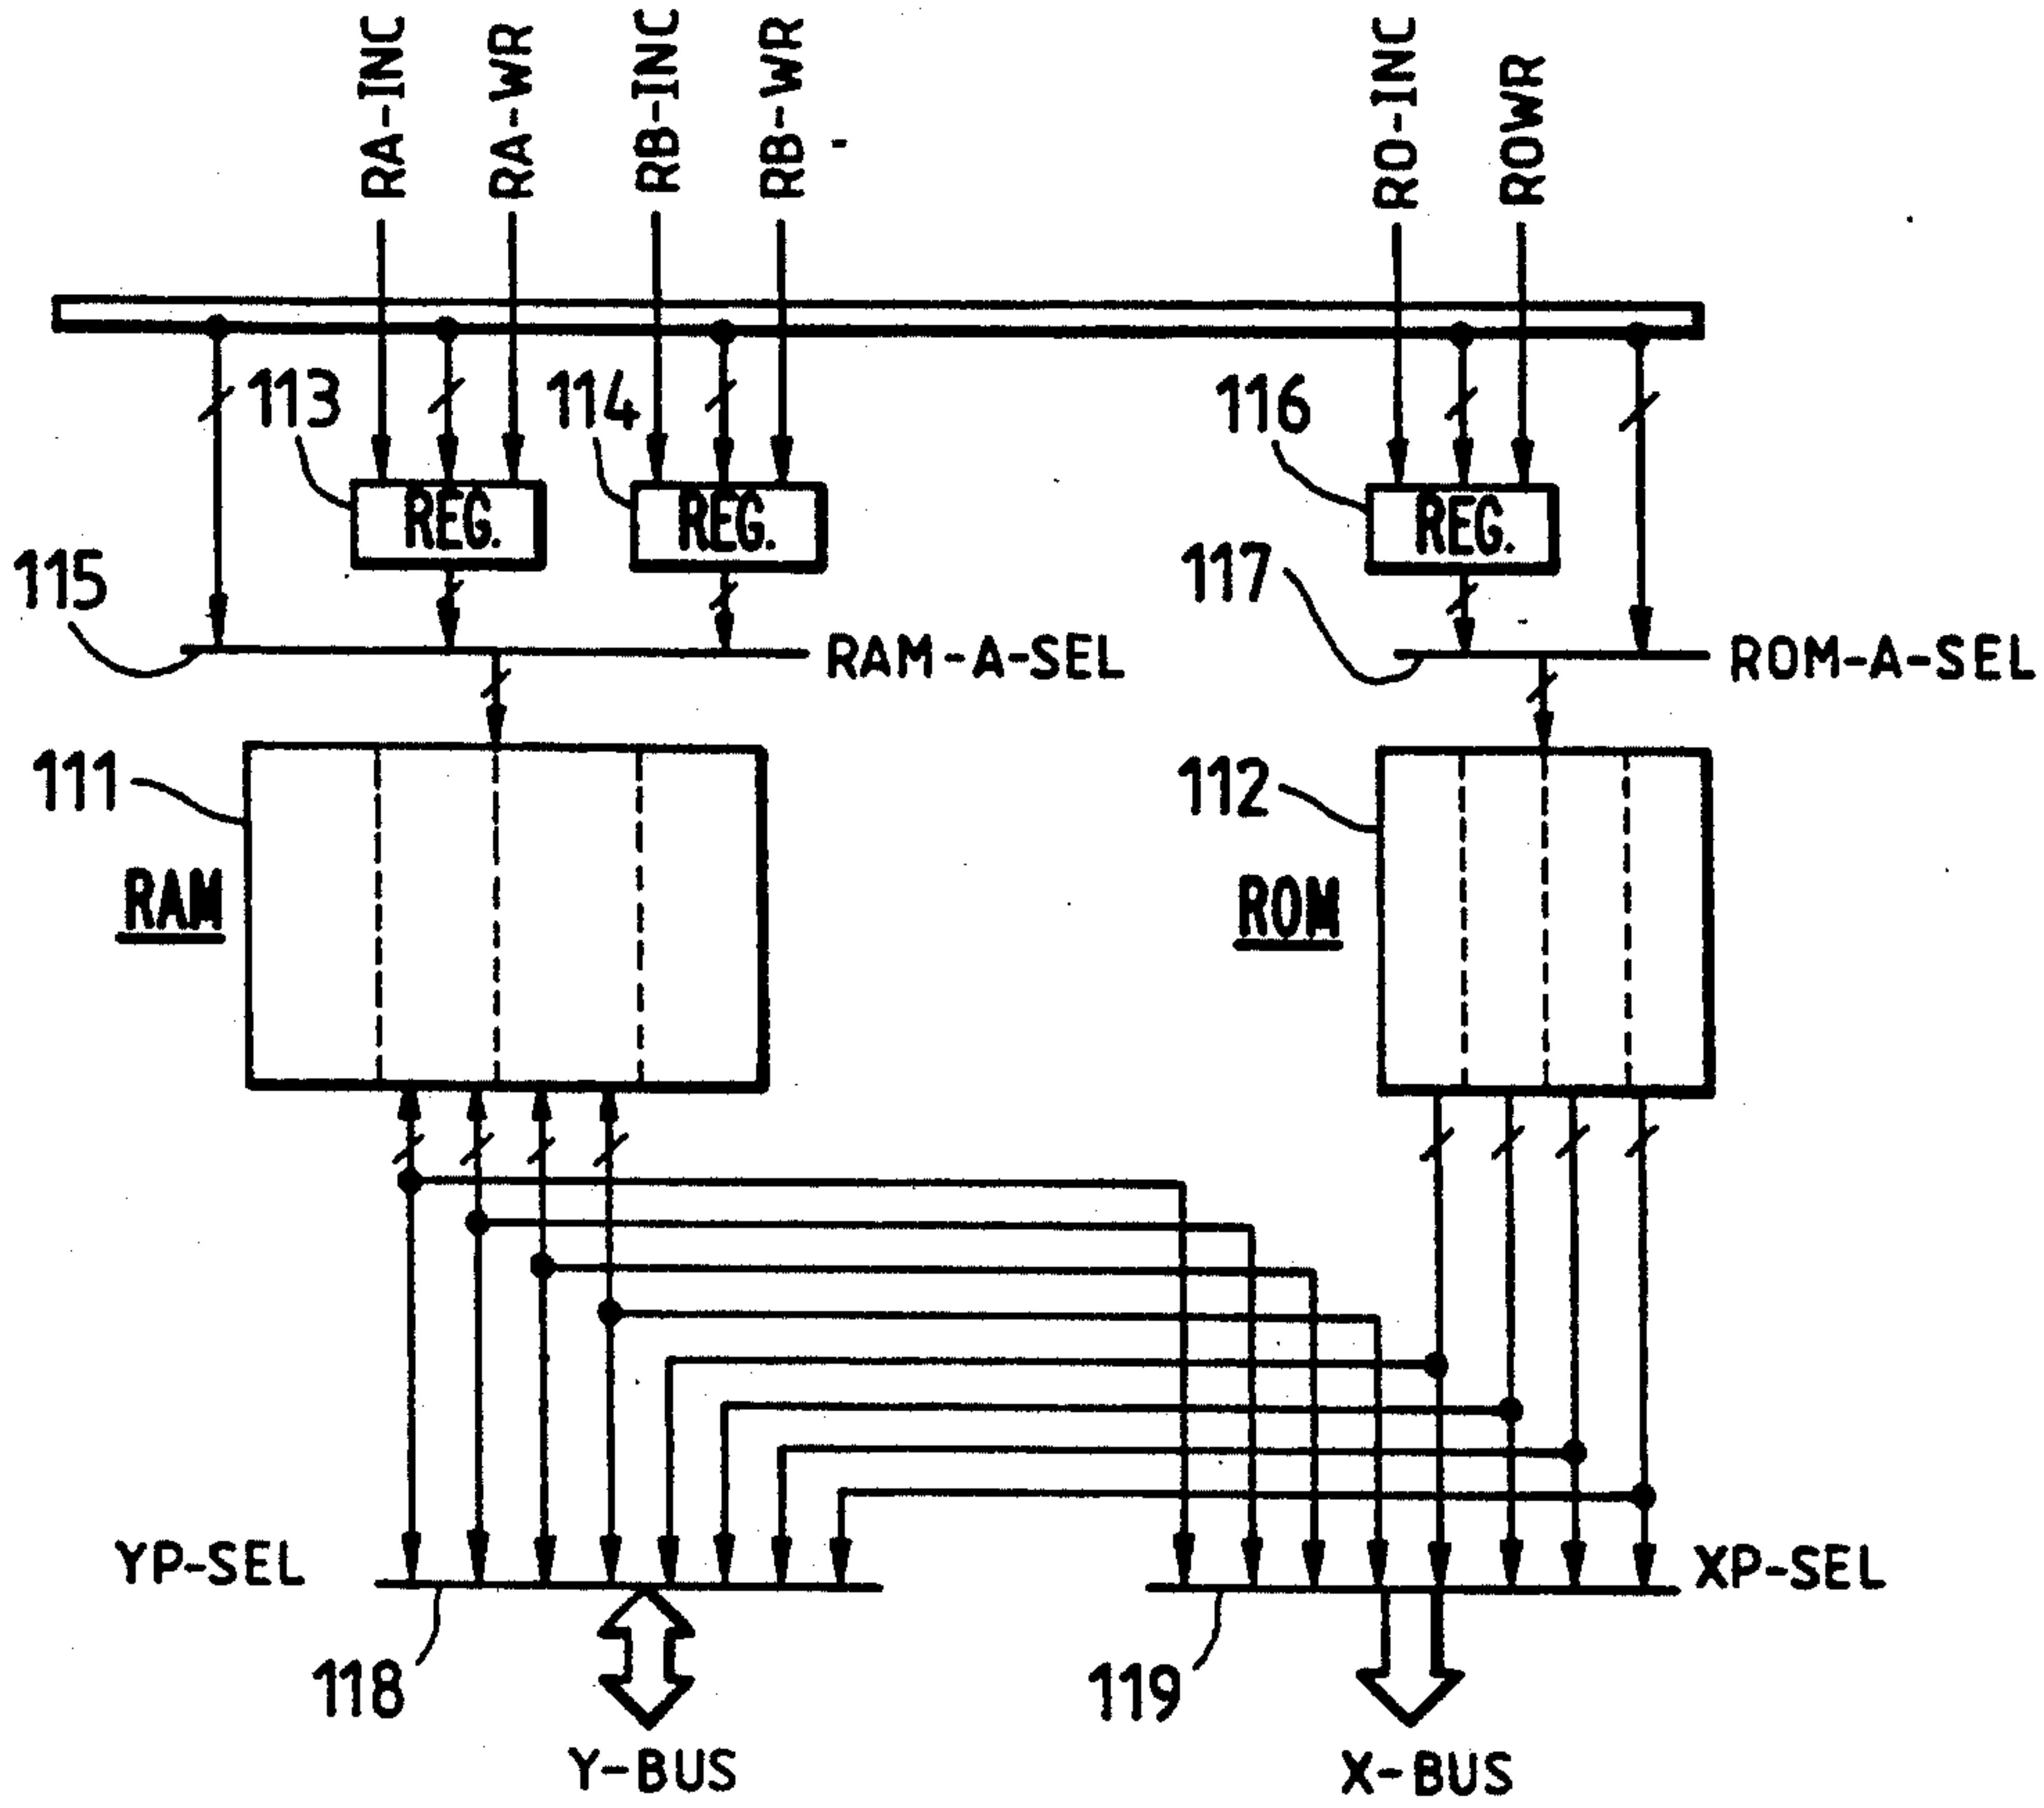 RA-INC
RA-WR
RB-INC
RB-WR
RO-INC
ROWR
113
114
116
REG.
REG.
REG.
115
117
RAM-A-SEL
ROM-A-SEL
111
112
RAM
ROM
YP-SEL
XP-SEL
118
119
Y-BUS
X-BUS